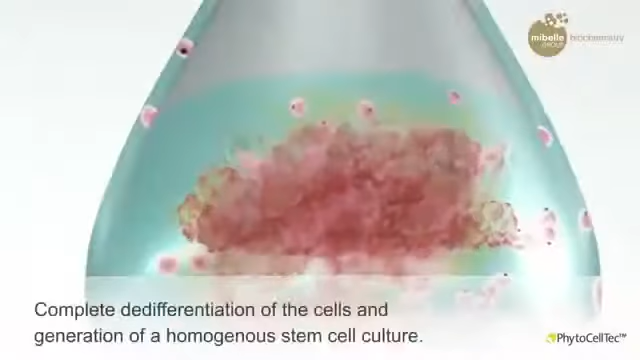 mibelle
GROUP
biochemistry
Complete dedifferentiation of the cells and
generation of a homogenous stem cell culture.
PhytoCellTec™